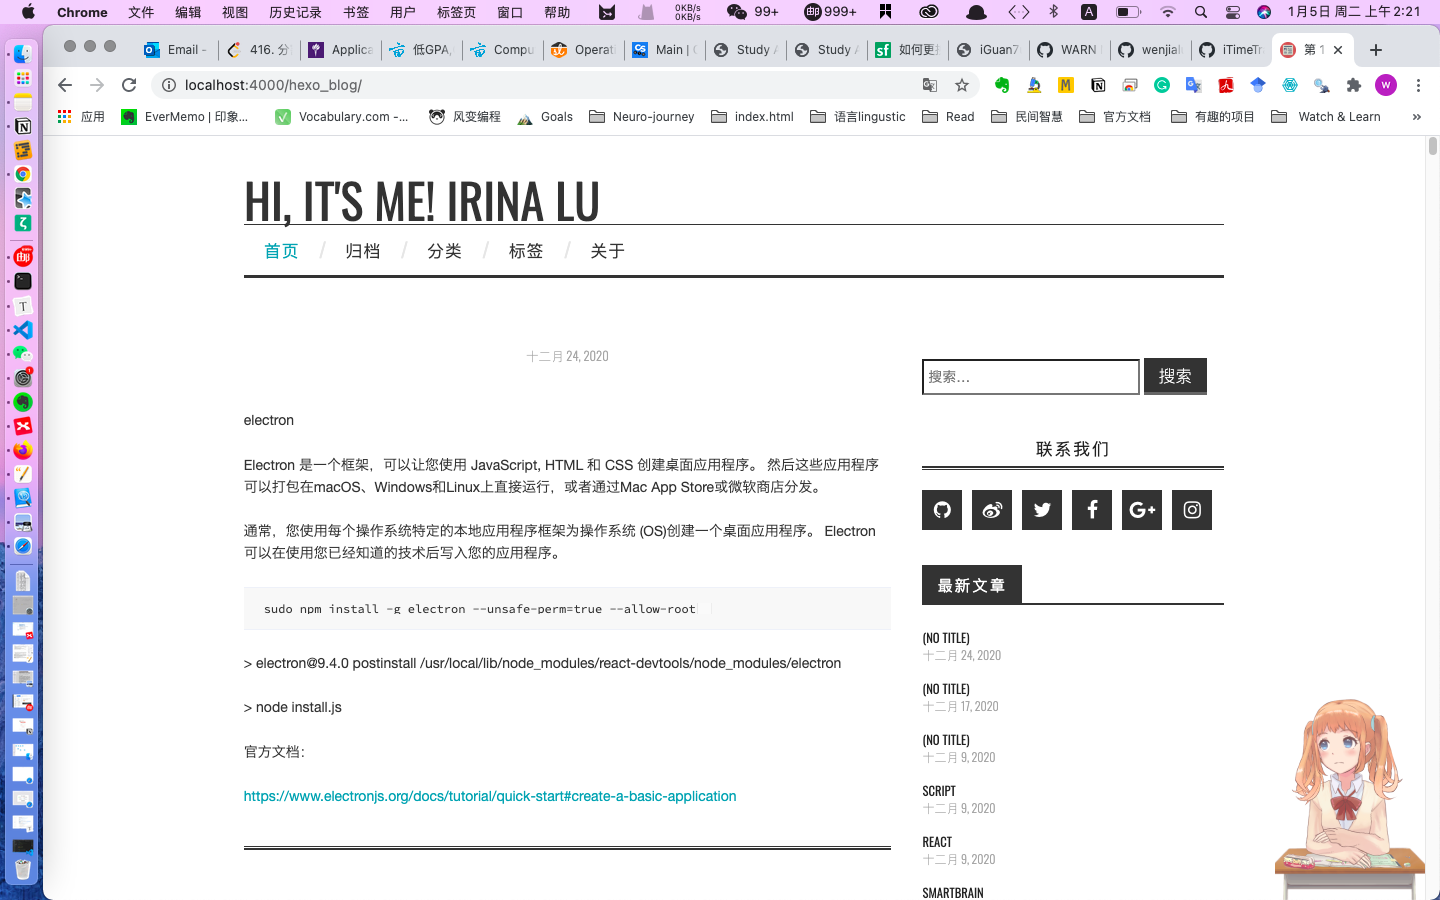 Chrome 文件 编辑 视图 历史记录 书签 用户 标签页 窗口 帮助 0KB/s 0KB/s 99+ 999+ A 1月5日 周二 上午 2:21
Email - 416. 分 Applica 低GPA, Compu Operati Main | Study A Study A 如何更 iGuan7 WARN wenjial iTimeTr 第 1
localhost:4000/hexo_blog/
应用 EverMemo | 印象... Vocabulary.com -... 风变编程 Goals Neuro-journey index.html 语言lingustic Read 民间智慧 官方文档 有趣的项目 Watch & Learn »
HI, IT'S ME! IRINA LU
首页 / 归档 / 分类 / 标签 / 关于
十二月 24, 2020
electron
Electron 是一个框架，可以让您使用 JavaScript, HTML 和 CSS 创建桌面应用程序。 然后这些应用程序
可以打包在macOS、Windows和Linux上直接运行，或者通过Mac App Store或微软商店分发。
通常，您使用每个操作系统特定的本地应用程序框架为操作系统 (OS)创建一个桌面应用程序。 Electron
可以在使用您已经知道的技术后写入您的应用程序。
sudo npm install -g electron --unsafe-perm=true --allow-root
> electron@9.4.0 postinstall /usr/local/lib/node_modules/react-devtools/node_modules/electron
> node install.js
官方文档：
https://www.electronjs.org/docs/tutorial/quick-start#create-a-basic-application
搜索... 搜索
联系我们
最新文章
(NO TITLE)
十二月 24, 2020
(NO TITLE)
十二月 17, 2020
(NO TITLE)
十二月 9, 2020
SCRIPT
十二月 9, 2020
REACT
十二月 9, 2020
SMARTBRAIN